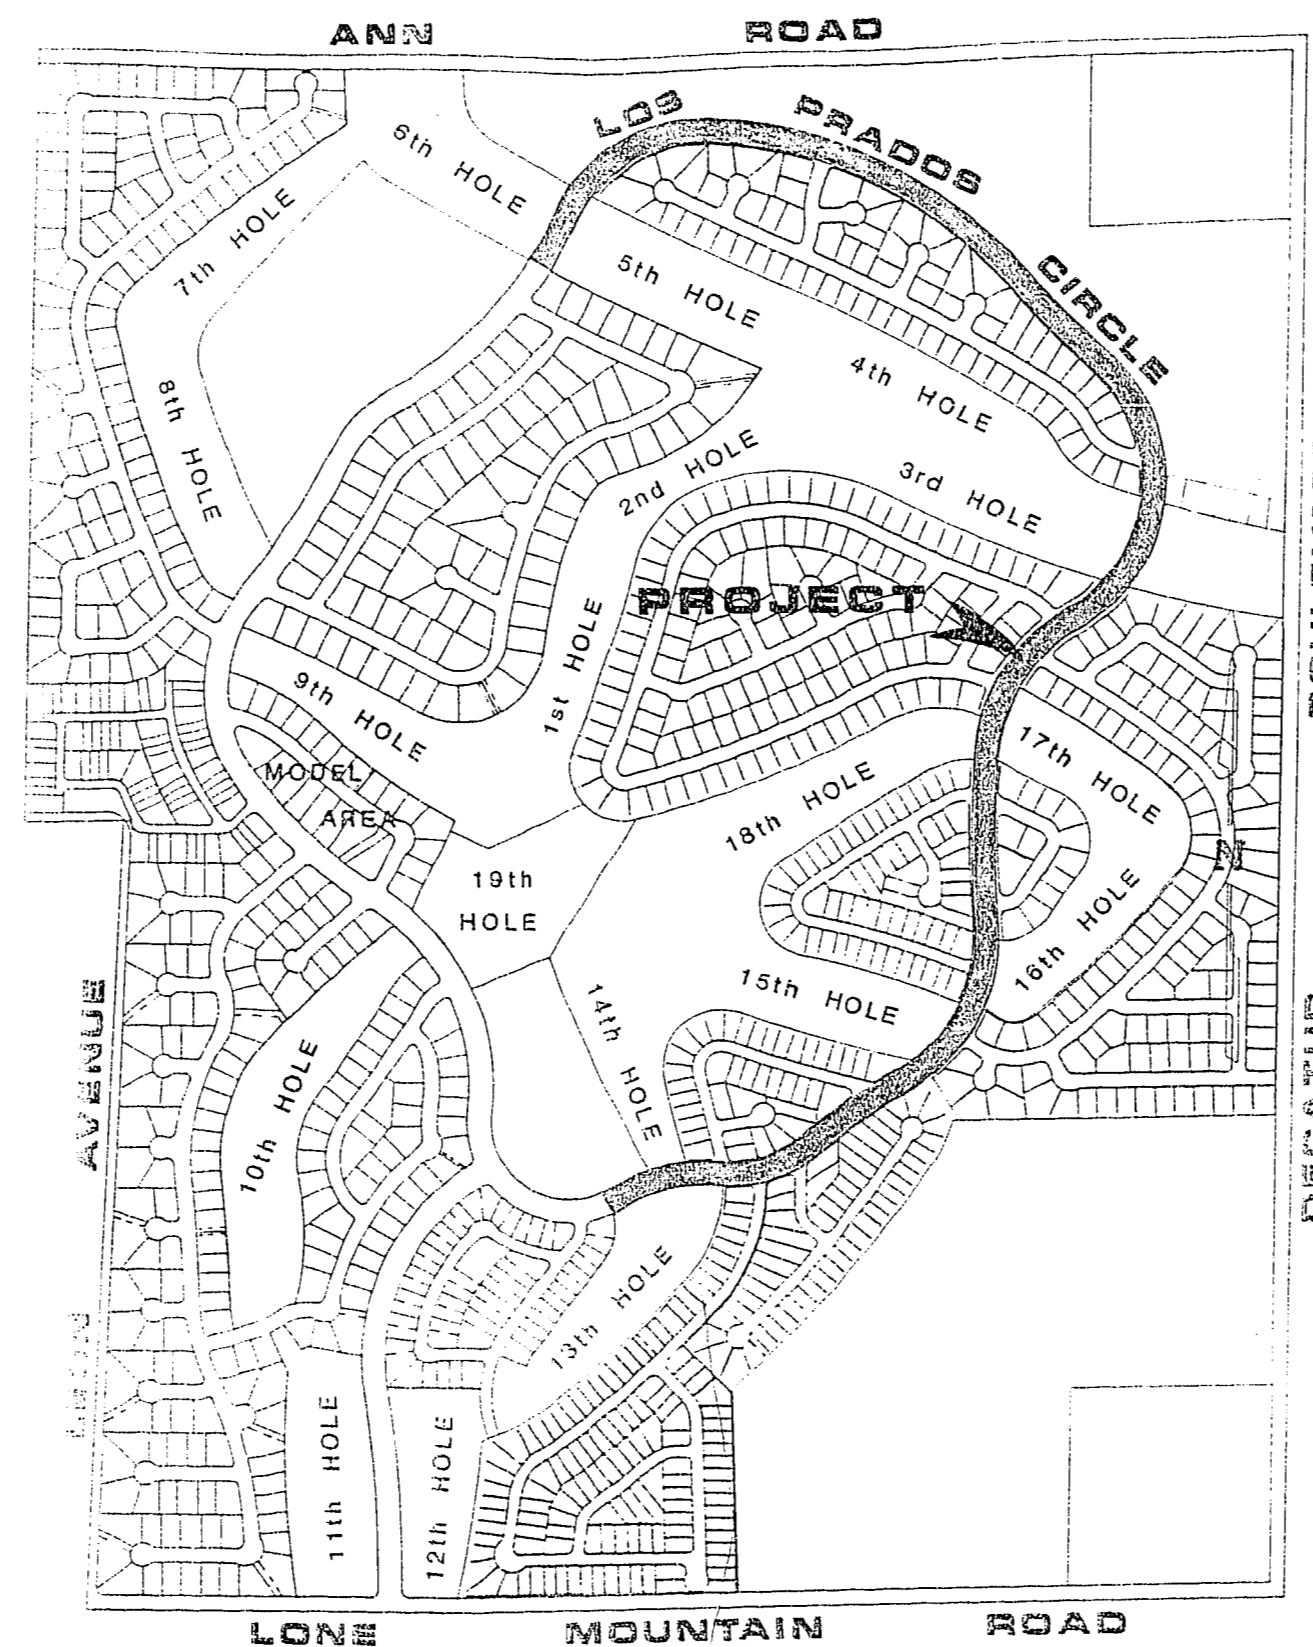 ANN ROAD
LOS PRADOS CIRCLE
6th HOLE
7th HOLE
5th HOLE
8th HOLE
4th HOLE
2nd HOLE
3rd HOLE
PROJECT
1st HOLE
9th HOLE
17th HOLE
MODEL
AREA
18th HOLE
19th
HOLE
16th HOLE
15th HOLE
14th HOLE
AVENUE
10th HOLE
13th HOLE
11th HOLE
12th HOLE
LONE MOUNTAIN ROAD